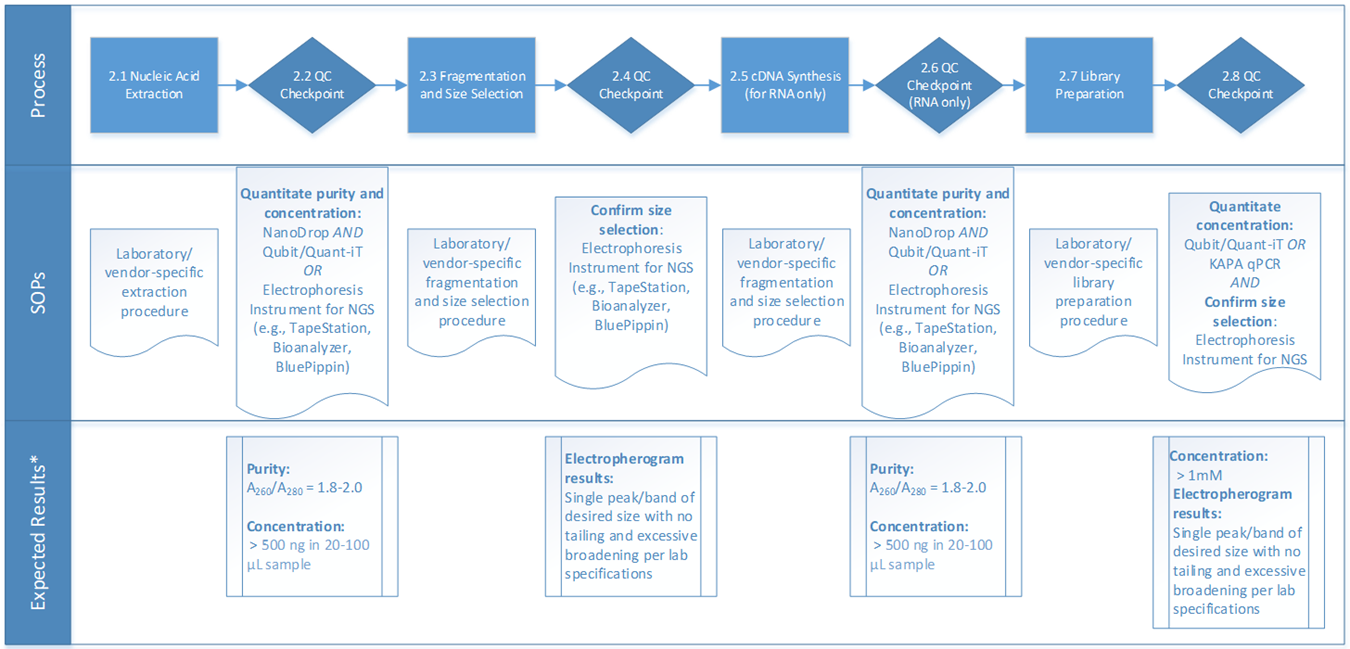 Process
2.1 Nucleic Acid
Extraction
2.2 QC
Checkpoint
2.3 Fragmentation
and Size Selection
2.4 QC
Checkpoint
2.5 cDNA Synthesis
(for RNA only)
2.6 QC
Checkpoint
(RNA only)
2.7 Library
Preparation
2.8 QC
Checkpoint
SOPs
Laboratory/
vendor-specific
extraction
procedure
Quantitate purity and
concentration:
NanoDrop AND
Qubit/Quant-iT
OR
Electrophoresis
Instrument for NGS
(e.g., TapeStation,
Bioanalyzer,
BluePippin)
Laboratory/
vendor-specific
fragmentation
and size selection
procedure
Confirm size
selection:
Electrophoresis
Instrument for NGS
(e.g., TapeStation,
Bioanalyzer,
BluePippin)
Laboratory/
vendor-specific
fragmentation
and size selection
procedure
Quantitate purity and
concentration:
NanoDrop AND
Qubit/Quant-iT
OR
Electrophoresis
Instrument for NGS
(e.g., TapeStation,
Bioanalyzer,
BluePippin)
Laboratory/
vendor-specific
library
preparation
procedure
Quantitate
concentration:
Qubit/Quant-iT OR
KAPA qPCR
AND
Confirm size
selection:
Electrophoresis
Instrument for NGS
Expected Results*
Purity:
A260/A280 = 1.8-2.0
Concentration:
> 500 ng in 20-100
µL sample
Electropherogram
results:
Single peak/band of
desired size with no
tailing and excessive
broadening per lab
specifications
Purity:
A260/A280 = 1.8-2.0
Concentration:
> 500 ng in 20-100
µL sample
Concentration:
> 1mM
Electropherogram
results:
Single peak/band of
desired size with no
tailing and excessive
broadening per lab
specifications